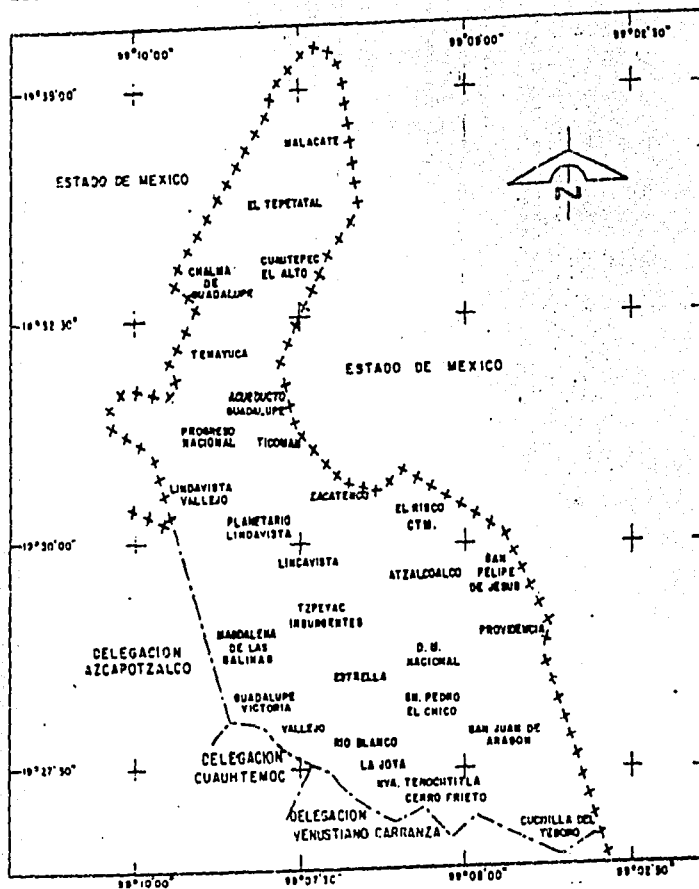 99°10'00"
99°05'00"
99°02'30"
19°35'00"
MALACATE
ESTADO DE MEXICO
EL TEPETATAL
CUAUTEPEC
EL ALTO
CHALMA
DE
GUADALUPE
N
19°32'30"
TENAYUCA
ESTADO DE MEXICO
ACUEDUCTO
GUADALUPE
PROGRESO
NACIONAL
TICOMAN
LINDAVISTA
VALLEJO
ZACATENCO
EL RISCO
CTM.
PLANETARIO
LINDAVISTA
19°30'00"
LINDAVISTA
ATZALCOALCO
SAN
FELIPE
DE JESUS
TEPEYAC
INSURGENTES
PROVIDENCIA
MAGDALENA
DE LAS
SALINAS
DELEGACION
AZCAPOTZALCO
D.M.
NACIONAL
ESTRELLA
GUADALUPE
VICTORIA
SN. PEDRO
EL CHICO
VALLEJO
RIO BLANCO
SAN JUAN DE
ARAGON
DELEGACION
CUAUHTEMOC
LA JOYA
19°27'30"
NVA. TENOCHTITLA
CERRO PRIETO
DELEGACION
VENUSTIANO CARRANZA
CUCHILLA DEL
TESORO
99°10'00"
99°07'30"
99°05'00"
99°02'30"